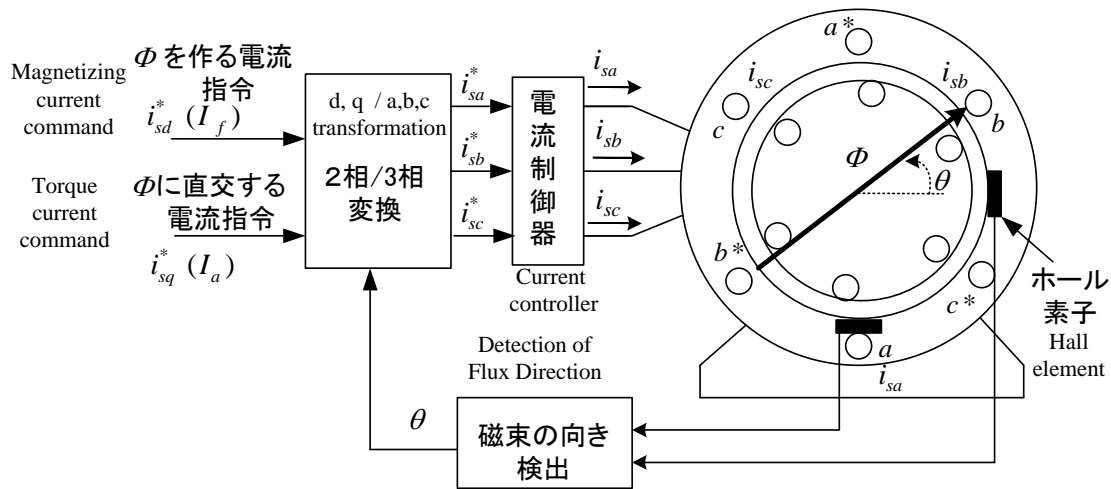 Magnetizing
current
command
Φを作る電流
指令
i*sd (I f)
Torque
current
command
Φに直交する
電流指令
i*sq (I a)
d, q / a,b,c
transformation
2相/3相
変換
i*sa
i*sb
i*sc
電流制御器
Current
controller
isa
isb
isc
a*
isc
c
isb
b
Φ
θ
b*
c*
a
isa
ホール
素子
Hall
element
Detection of
Flux Direction
θ
磁束の向き
検出